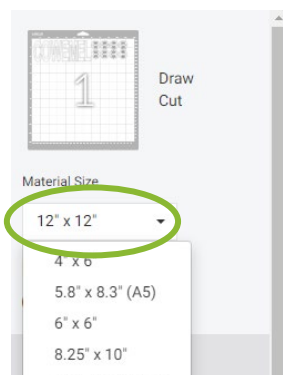 1
Draw
Cut
Material Size
12" x 12"
4" x 6"
5.8" x 8.3" (A5)
6" x 6"
8.25" x 10"